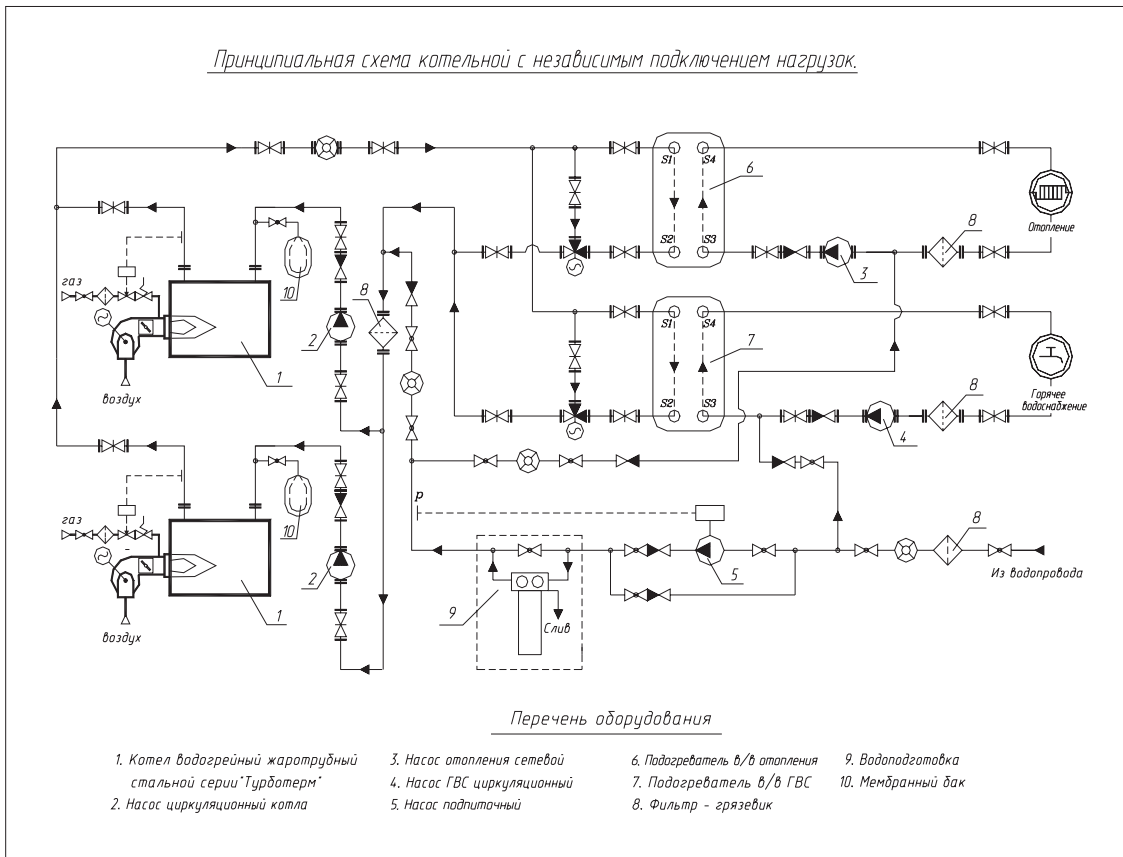 Принципиальная схема котельной с независимым подключением нагрузок.
S1 S4
6
8
Отопление
S2 S3
3
газ
10
8
2
воздух
1
S1 S4
7
8
Горячее
водоснабжение
S2 S3
4
газ
10
2
воздух
1
P
8
5
Из водопровода
9
Слив
Перечень оборудования
1. Котел водогрейный жаротрубный
стальной серии"Турботерм"
2. Насос циркуляционный котла
3. Насос отопления сетевой
4. Насос ГВС циркуляционный
5. Насос подпиточный
6. Подогреватель в/в отопления
7. Подогреватель в/в ГВС
8. Фильтр - грязевик
9. Водоподготовка
10. Мембранный бак